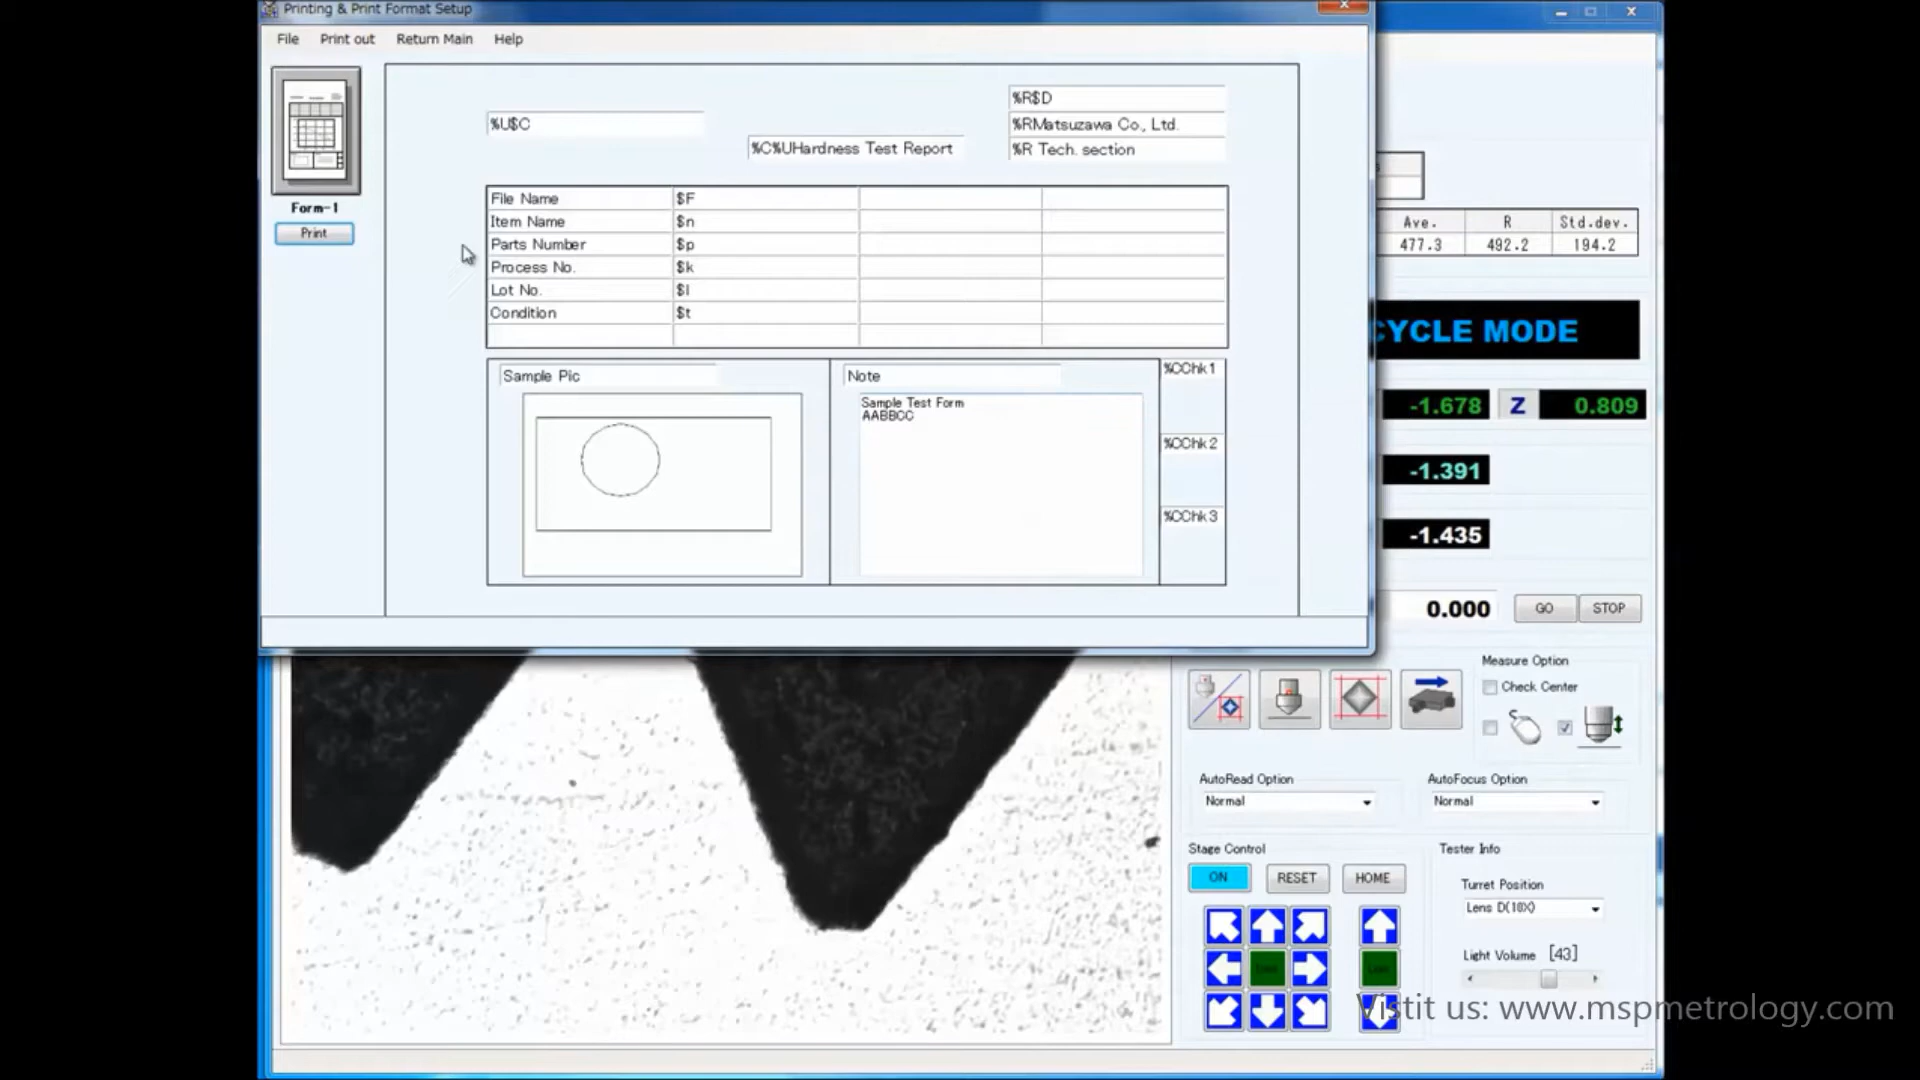 Printing & Print Format Setup
File Print out Return Main Help
%R$D
%U$C
%RMatsuzawa Co., Ltd.
%C%UHardness Test Report
%R Tech. section
Form-1
Print
File Name $F
Item Name $n
Parts Number $p
Process No. $k
Lot No. $l
Condition $t
Sample Pic
Note
Sample Test Form
AABBCC
%CChk1
%CChk2
%CChk3
s
Ave. R Std.dev.
477.3 492.2 194.2
CYCLE MODE
-1.678 Z 0.809
-1.391
-1.435
0.000 GO STOP
Measure Option
Check Center
AutoRead Option
Normal
AutoFocus Option
Normal
Stage Control
ON RESET HOME
Tester Info
Turret Position
Lens D(10X)
Light Volume [43]
Vistit us: www.mspmetrology.com